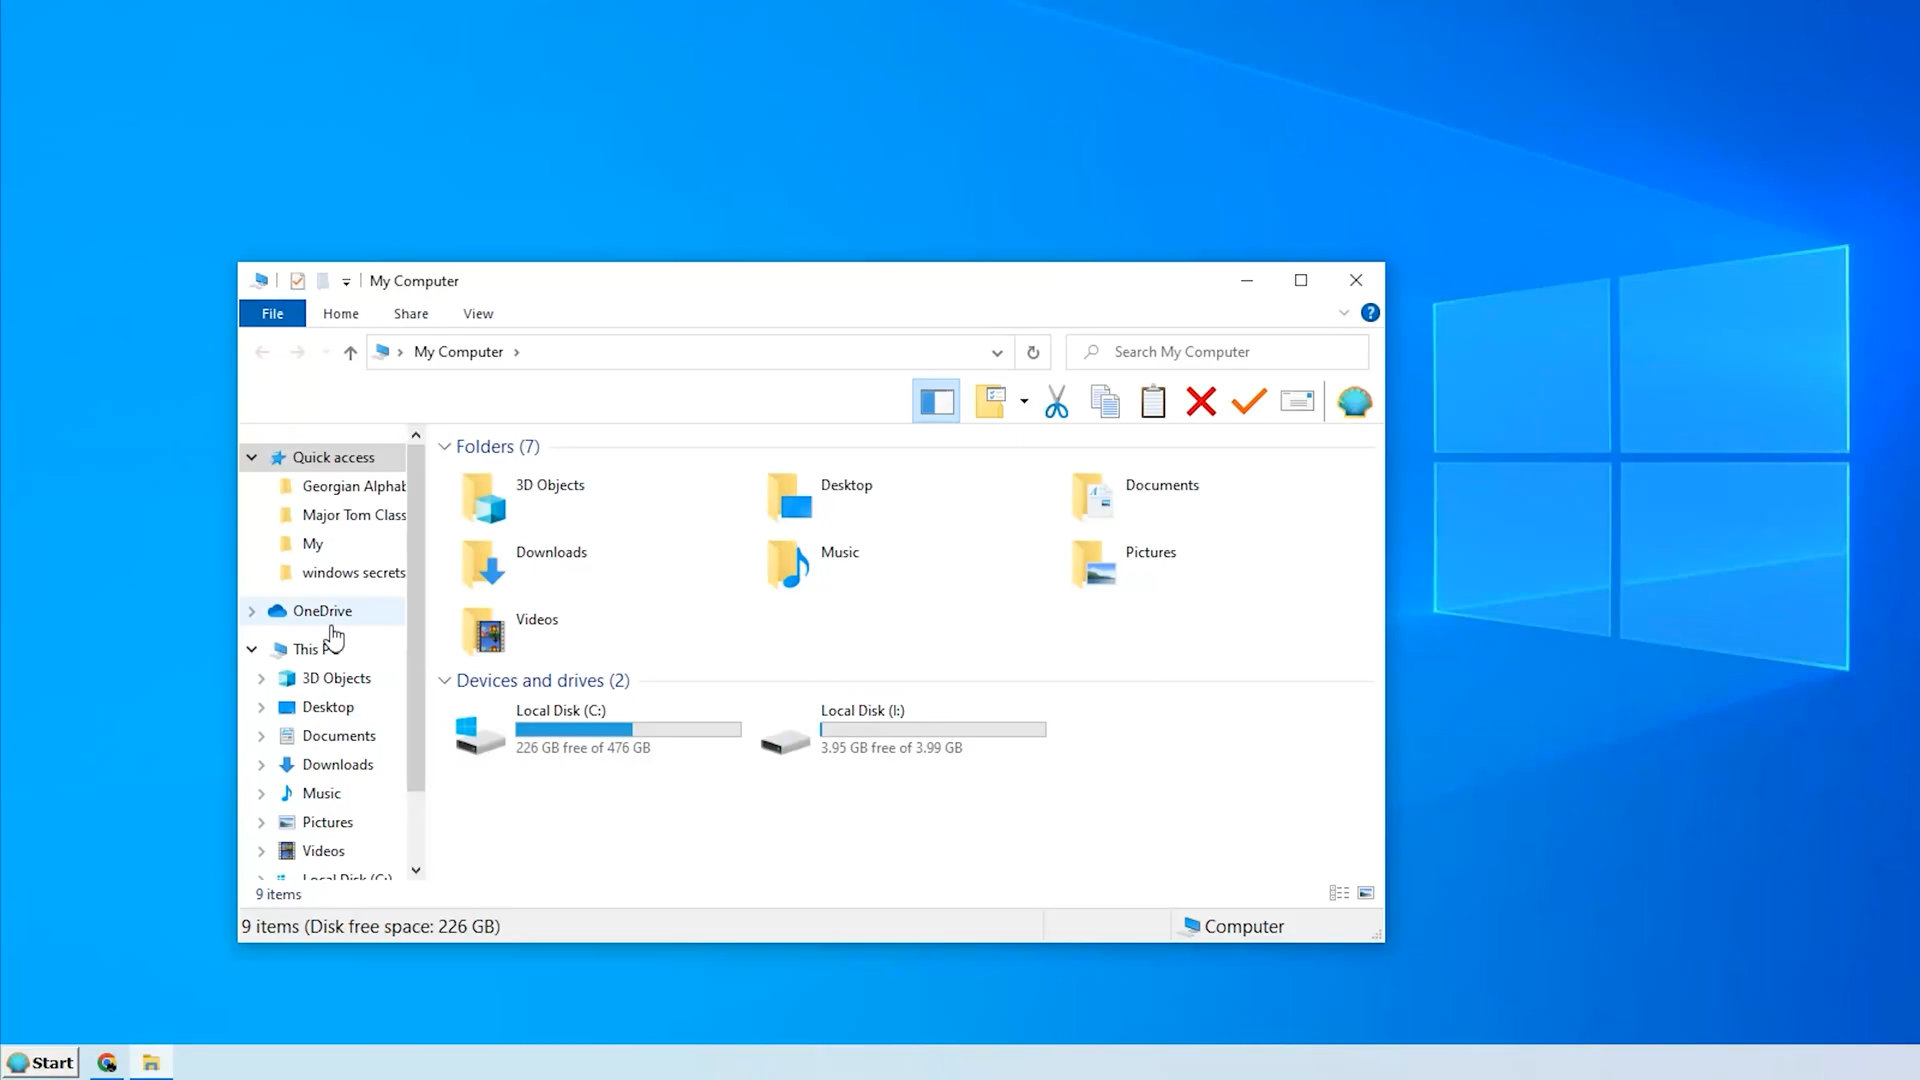 My Computer
File Home Share View
My Computer
Search My Computer
Quick access
Georgian Alphab
Major Tom Class
My
windows secrets
OneDrive
This P
3D Objects
Desktop
Documents
Downloads
Music
Pictures
Videos
Local Disk (C:)
Folders (7)
3D Objects
Desktop
Documents
Downloads
Music
Pictures
Videos
Devices and drives (2)
Local Disk (C:)
226 GB free of 476 GB
Local Disk (I:)
3.95 GB free of 3.99 GB
9 items
9 items (Disk free space: 226 GB)
Computer
Start